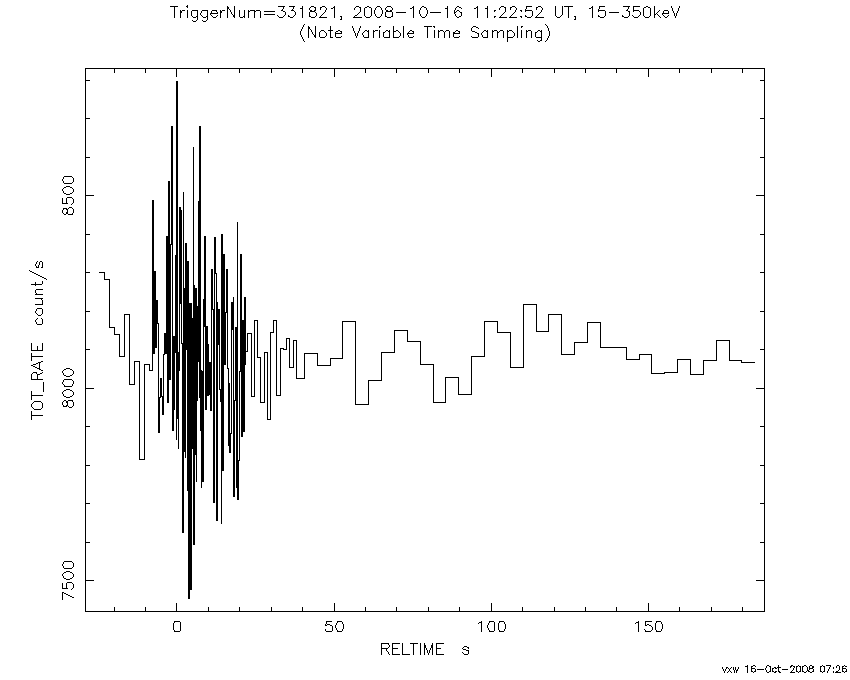 TriggerNum=331821, 2008-10-16 11:22:52 UT, 15-350keV
(Note Variable Time Sampling)
TOT_RATE count/s
8500
8000
7500
0 50 100 150
RELTIME s
vxw 16-Oct-2008 07:26